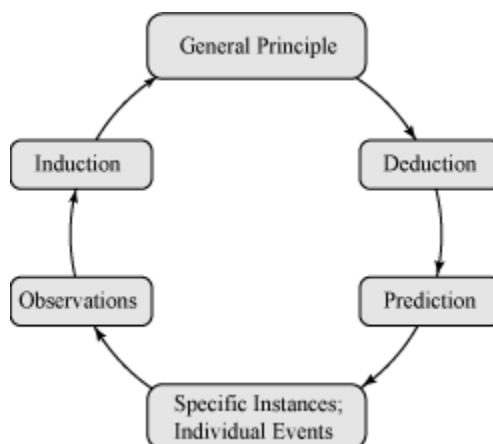 General Principle
Induction
Deduction
Observations
Prediction
Specific Instances;
Individual Events